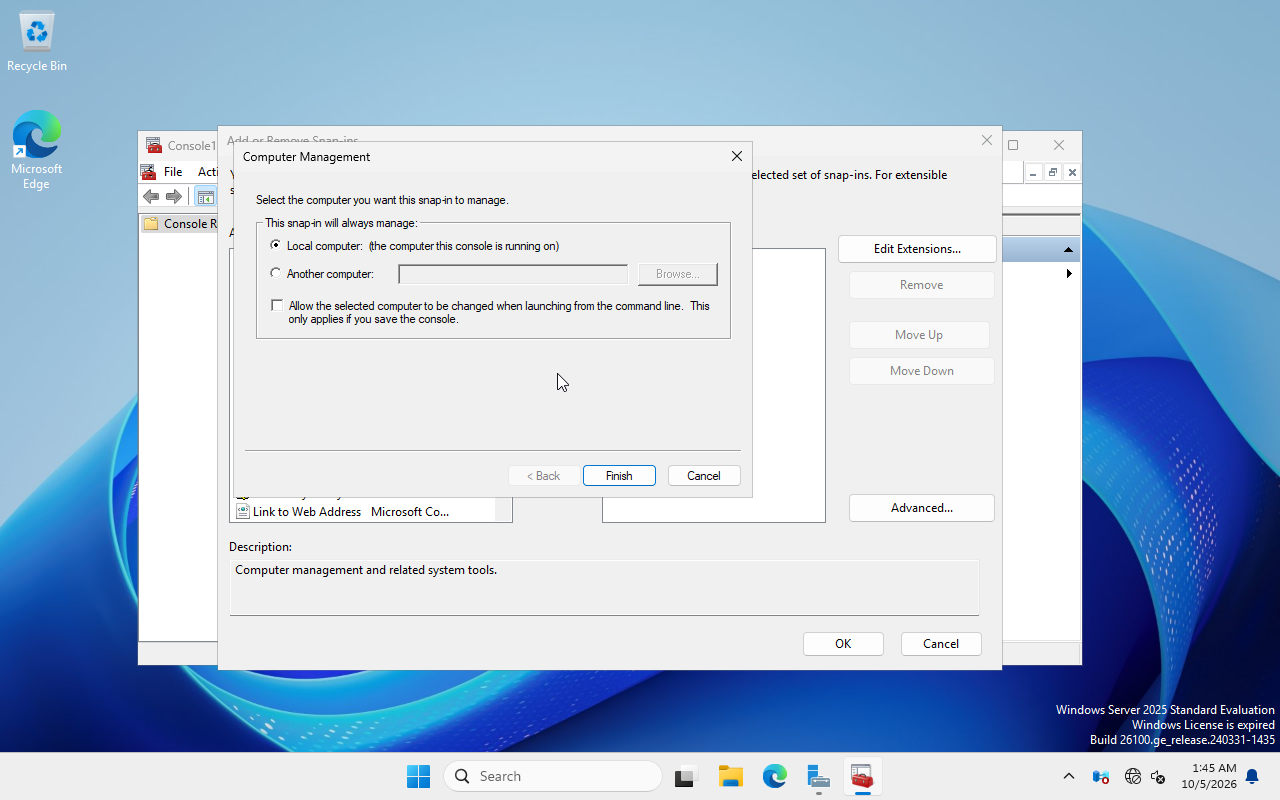 Recycle Bin
Microsoft
Edge
Console1
File
Acti
Console R
Add or Remove Snap-ins
elected set of snap-ins. For extensible
Computer Management
Select the computer you want this snap-in to manage.
This snap-in will always manage:
Local computer: (the computer this console is running on)
Another computer:
Browse...
Allow the selected computer to be changed when launching from the command line. This
only applies if you save the console.
< Back
Finish
Cancel
Edit Extensions...
Remove
Move Up
Move Down
Advanced...
Link to Web Address Microsoft Co...
Description:
Computer management and related system tools.
OK
Cancel
Windows Server 2025 Standard Evaluation
Windows License is expired
Build 26100.ge_release.240331-1435
Search
1:45 AM
10/5/2026